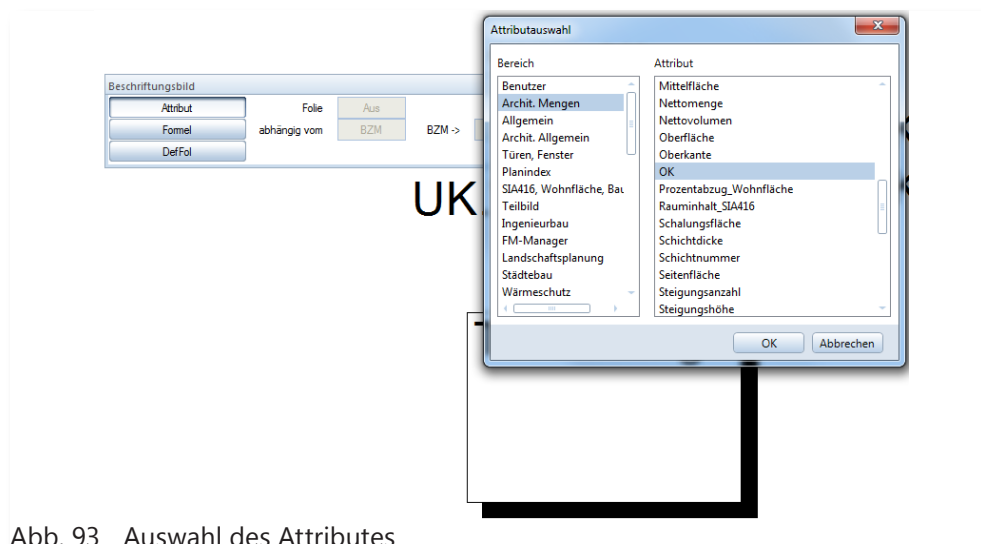 Attributauswahl
Bereich
Attribut
Benutzer
Archit. Mengen
Allgemein
Archit. Allgemein
Türen, Fenster
Planindex
SIA416, Wohnfläche, Bau
Teilbild
Ingenieurbau
FM-Manager
Landschaftsplanung
Städtebau
Wärmeschutz
Mittelfläche
Nettomenge
Nettovolumen
Oberfläche
Oberkante
OK
Prozentabzug_Wohnfläche
Rauminhalt_SIA416
Schalungsfläche
Schichtdicke
Schichtnummer
Seitenfläche
Steigungsanzahl
Steigungshöhe
OK Abbrechen
Beschriftungsbild
Attribut Folie Aus
Formel abhängig vom BZM BZM ->
DefFol
UK
Abb. 93 Auswahl des Attributes